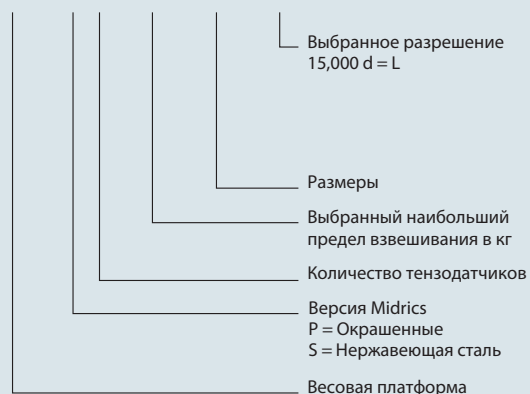 Выбранное разрешение
15,000 d = L
Размеры
Выбранный наибольший
предел взвешивания в кг
Количество тензодатчиков
Версия Midrics
P = Окрашенные
S = Нержавеющая сталь
Весовая платформа